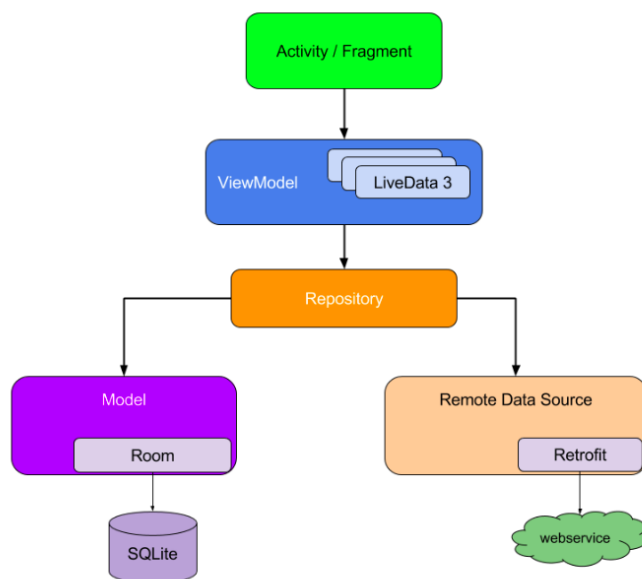 Activity / Fragment
ViewModel
LiveData 3
Repository
Model
Remote Data Source
Room
Retrofit
SQLite
webservice